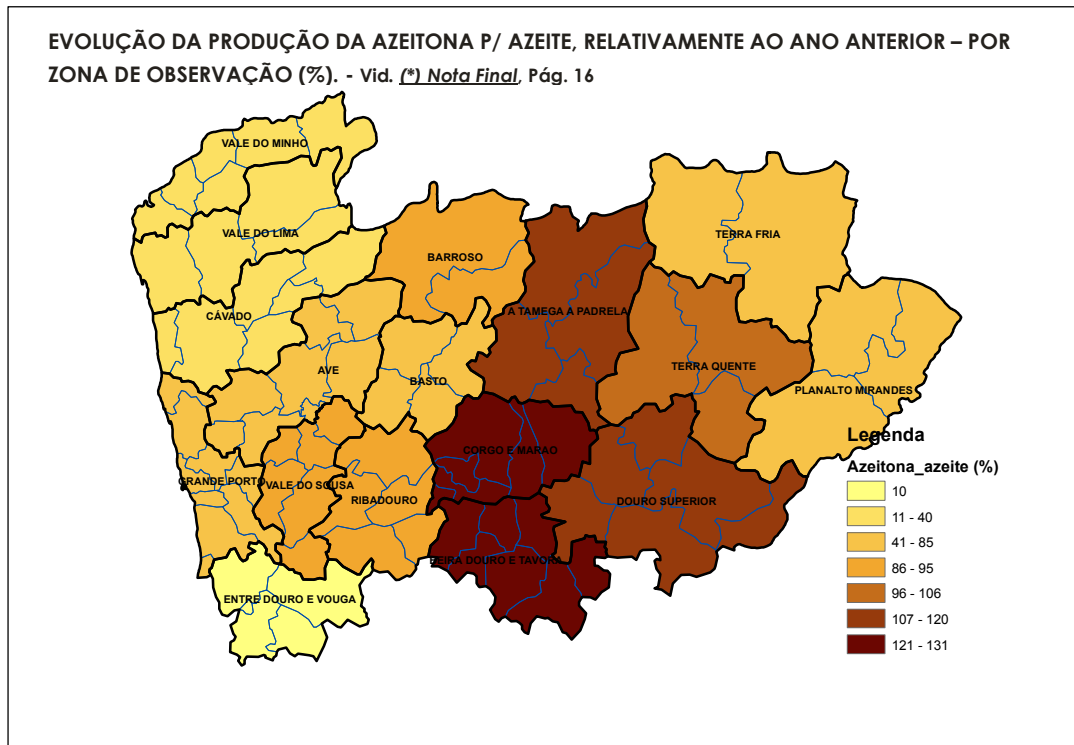 EVOLUÇÃO DA PRODUÇÃO DA AZEITONA P/ AZEITE, RELATIVAMENTE AO ANO ANTERIOR – POR
ZONA DE OBSERVAÇÃO (%). - Vid. (*) Nota Final, Pág. 16
VALE DO MINHO
VALE DO LIMA
TERRA FRIA
BARROSO
A TAMEGA A PADRELA
CÁVADO
AVE
BASTO
TERRA QUENTE
PLANALTO MIRANDES
CORGO E MARAO
GRANDE PORTO
VALE DO SOUSA
RIBADOURO
DOURO SUPERIOR
BEIRA DOURO E TAVORA
ENTRE DOURO E VOUGA
Legenda
Azeitona_azeite (%)
10
11 - 40
41 - 85
86 - 95
96 - 106
107 - 120
121 - 131